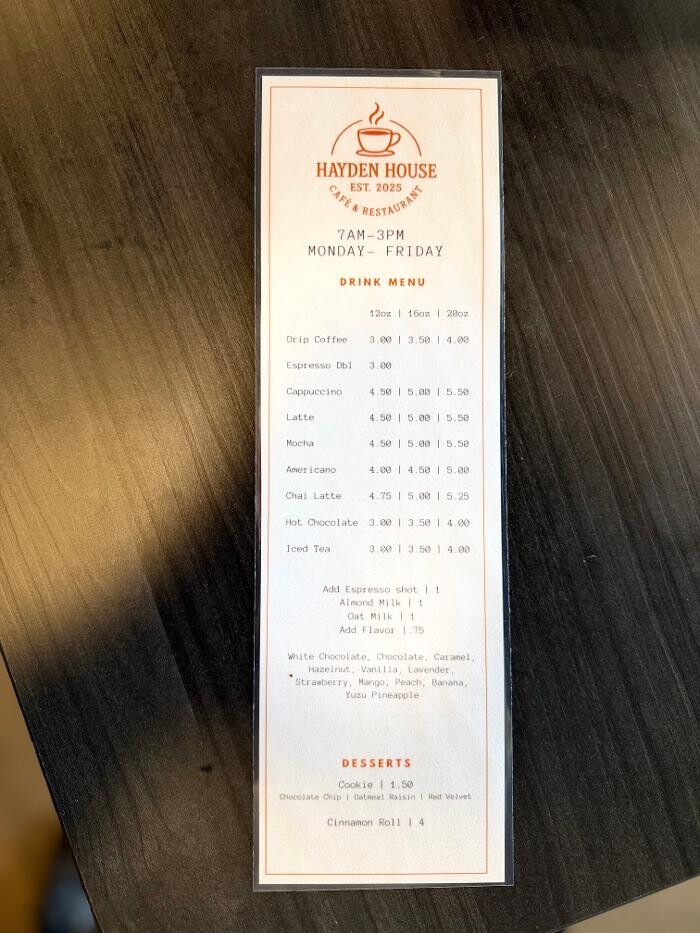 HAYDEN HOUSE
EST. 2025
CAFÉ & RESTAURANT
7AM-3PM
MONDAY- FRIDAY
DRINK MENU
12oz | 16oz | 20oz
Drip Coffee 3.00 | 3.50 | 4.00
Espresso Dbl 3.00
Cappuccino 4.50 | 5.00 | 5.50
Latte 4.50 | 5.00 | 5.50
Mocha 4.50 | 5.00 | 5.50
Americano 4.00 | 4.50 | 5.00
Chai Latte 4.75 | 5.00 | 5.25
Hot Chocolate 3.00 | 3.50 | 4.00
Iced Tea 3.00 | 3.50 | 4.00
Add Espresso shot | 1
Almond Milk | 1
Oat Milk | 1
Add Flavor | .75
White Chocolate, Chocolate, Caramel,
Hazelnut, Vanilla, Lavender,
Strawberry, Mango, Peach, Banana,
Yuzu Pineapple
DESSERTS
Cookie | 1.50
Chocolate Chip | Oatmeal Raisin | Red Velvet
Cinnamon Roll | 4